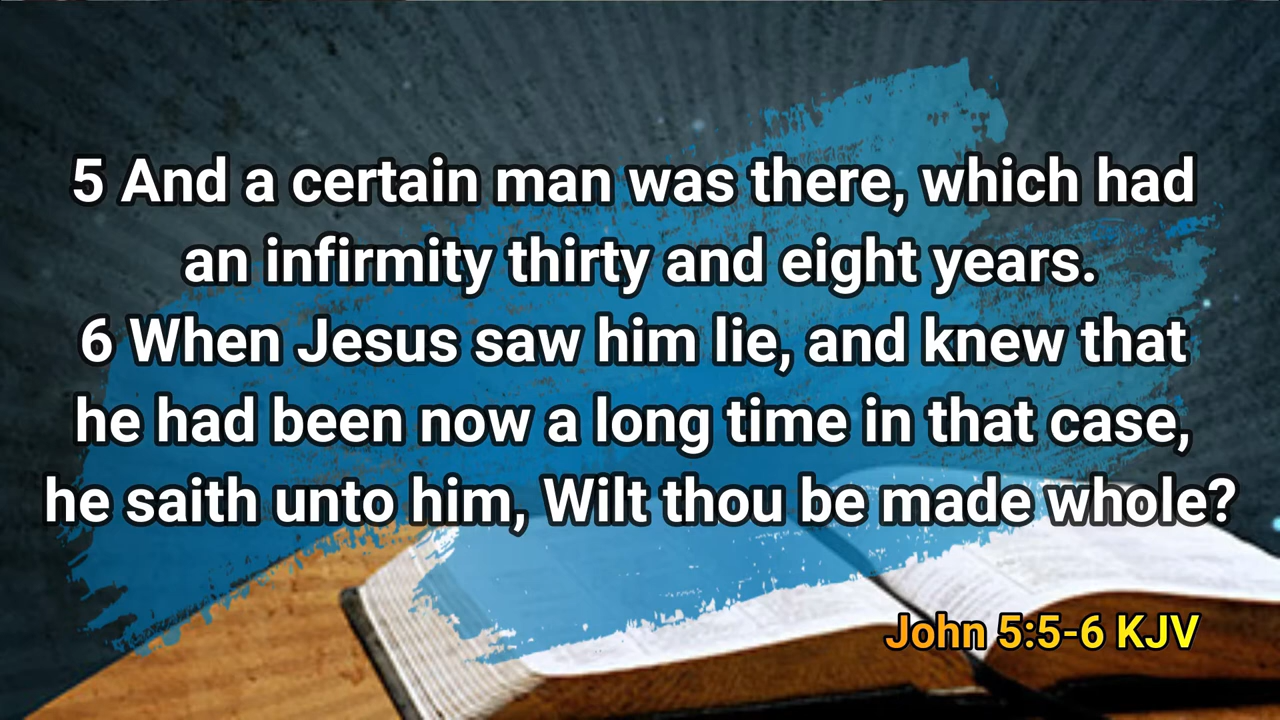 5 And a certain man was there, which had
an infirmity thirty and eight years.
6 When Jesus saw him lie, and knew that
he had been now a long time in that case,
he saith unto him, Wilt thou be made whole?
John 5:5-6 KJV